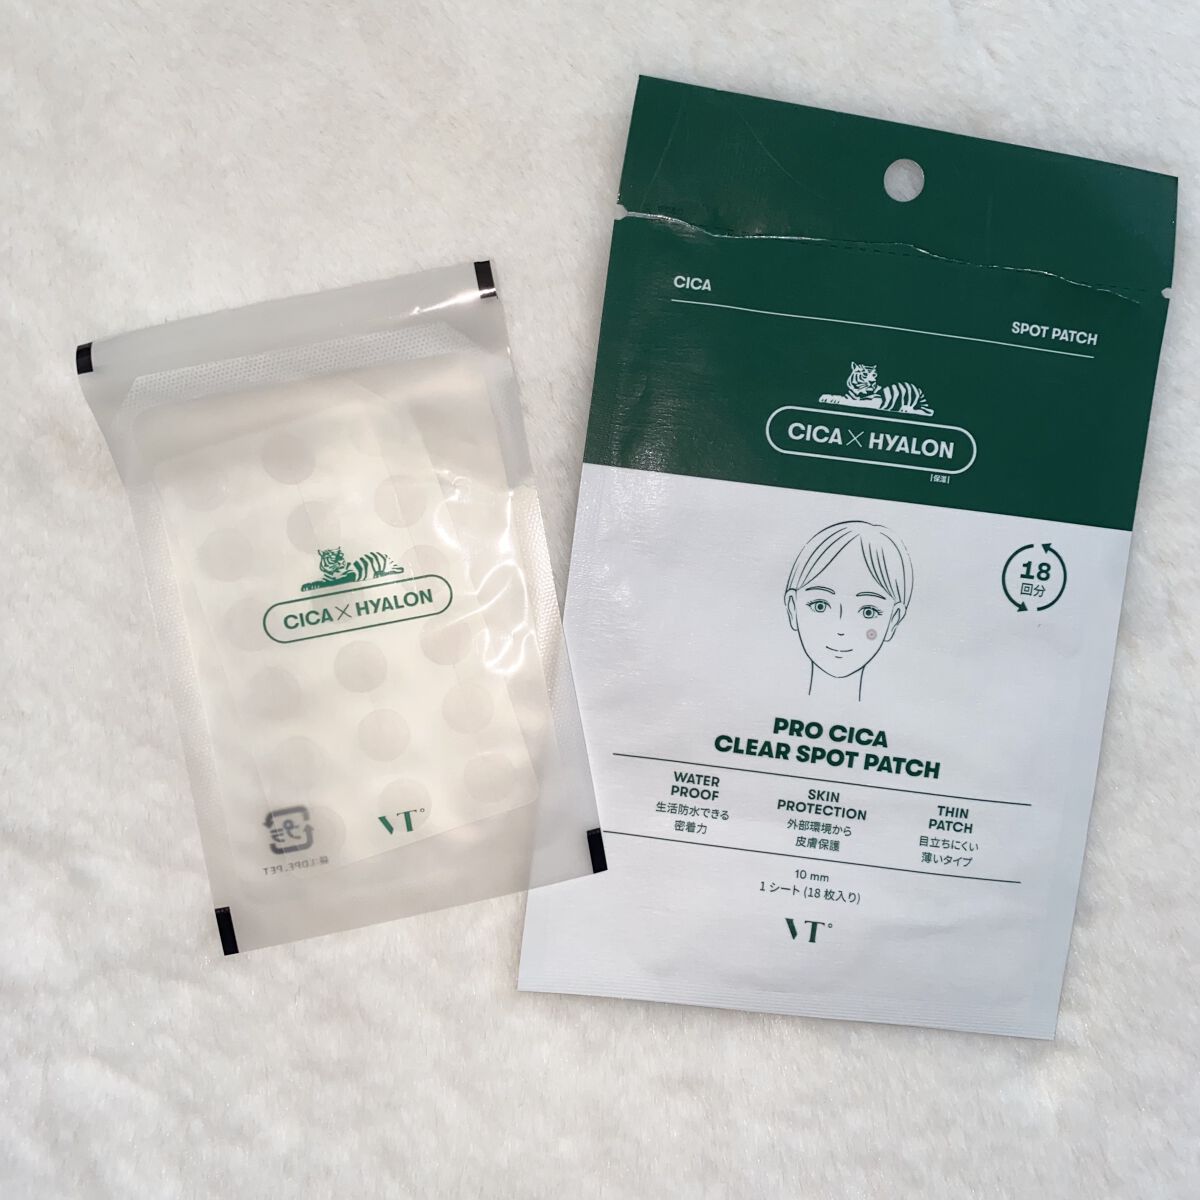 CICA × HYALON
VT°
袋:LDPE,PET
CICA
SPOT PATCH
CICA × HYALON
[保湿]
18
回分
PRO CICA
CLEAR SPOT PATCH
WATER
PROOF
生活防水できる
密着力
SKIN
PROTECTION
外部環境から
皮膚保護
THIN
PATCH
目立ちにくい
薄いタイプ
10 mm
1シート (18 枚入り)
VT°